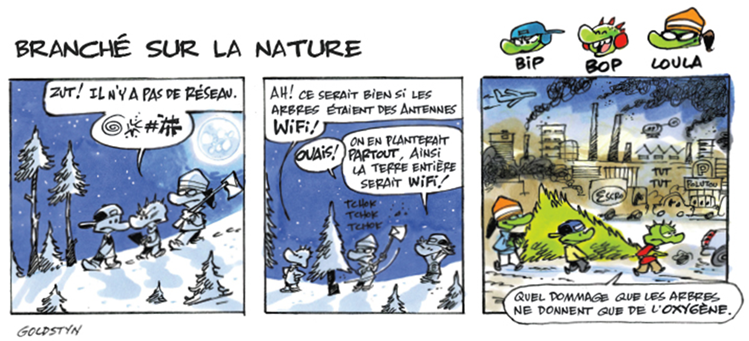 BRANCHÉ SUR LA NATURE
BiP
BOP
LOULA
ZUT! IL N'Y A PAS DE RÉSEAU.
@※#※
AH! CE SERAIT BIEN SI LES
ARBRES ÉTAIENT DES ANTENNES
WiFi!
OUAIS!
ON EN PLANTERAIT
PARTOUT, AINSI
LA TERRE ENTIÈRE
SERAIT WiFi!
TCHOK
TCHOK
TCHOK
ESCRO
TUT
TUT
P
POLUTOO
QUEL DOMMAGE QUE LES ARBRES
NE DONNENT QUE DE L'OXYGÈNE.
GOLDSTYN